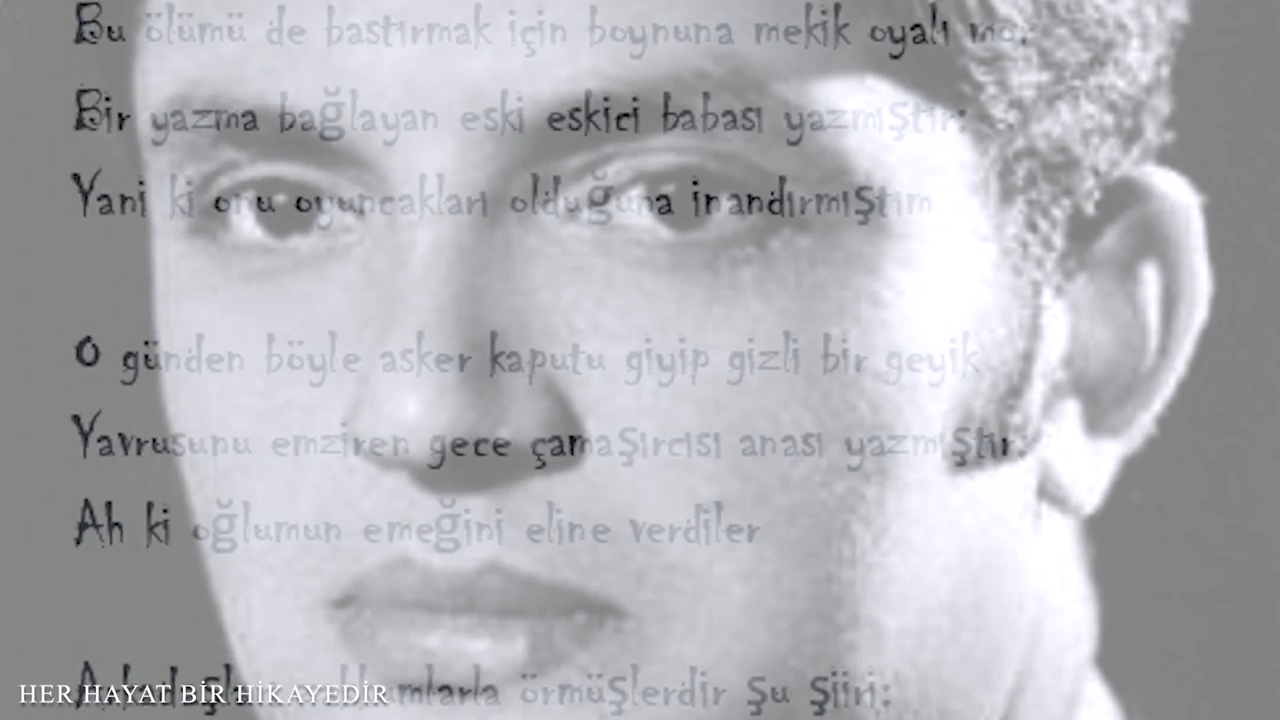 Bu ölümü de bastırmak için boynuna mekik oyalı mor
Bir yazma bağlayan eski eskici babası yazmıştır:
Yani ki onu oyuncakları olduğuna inandırmıştım
O günden böyle asker kaputu giyip gizli bir geyik
Yavrusunu emziren gece çamaşırcısı anası yazmıştır:
Ah ki oğlumun emeğini eline verdiler
örmüşlerdir şu şiiri:
HER HAYAT BİR HİKAYEDİR